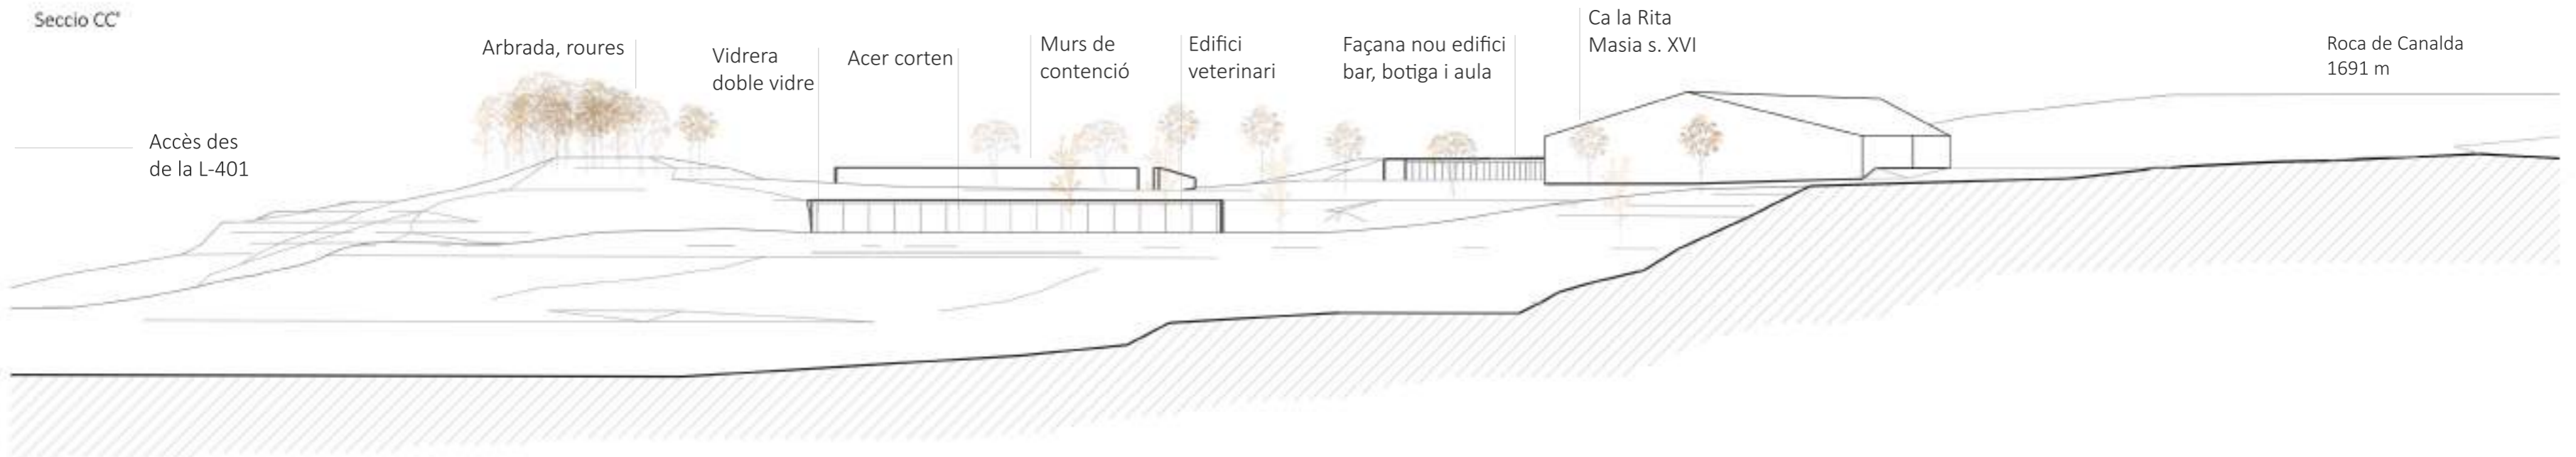 Seccio CC'
Arbrada, roures
Vidrera
doble vidre
Acer corten
Murs de
contenció
Edifici
veterinari
Façana nou edifici
bar, botiga i aula
Ca la Rita
Masia s. XVI
Roca de Canalda
1691 m
Accès des
de la L-401